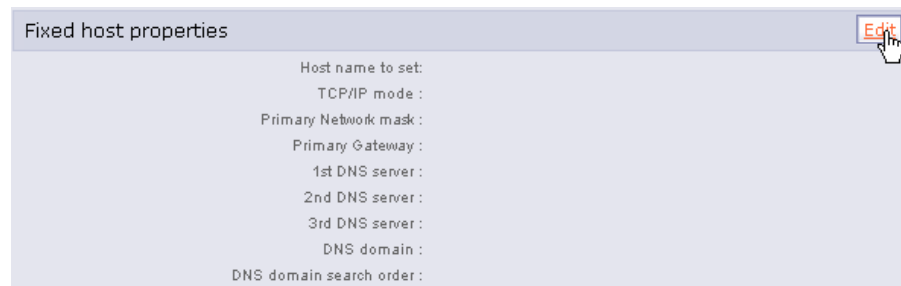 Fixed host properties Edit
Host name to set:
TCP/IP mode :
Primary Network mask :
Primary Gateway :
1st DNS server :
2nd DNS server :
3rd DNS server :
DNS domain :
DNS domain search order :